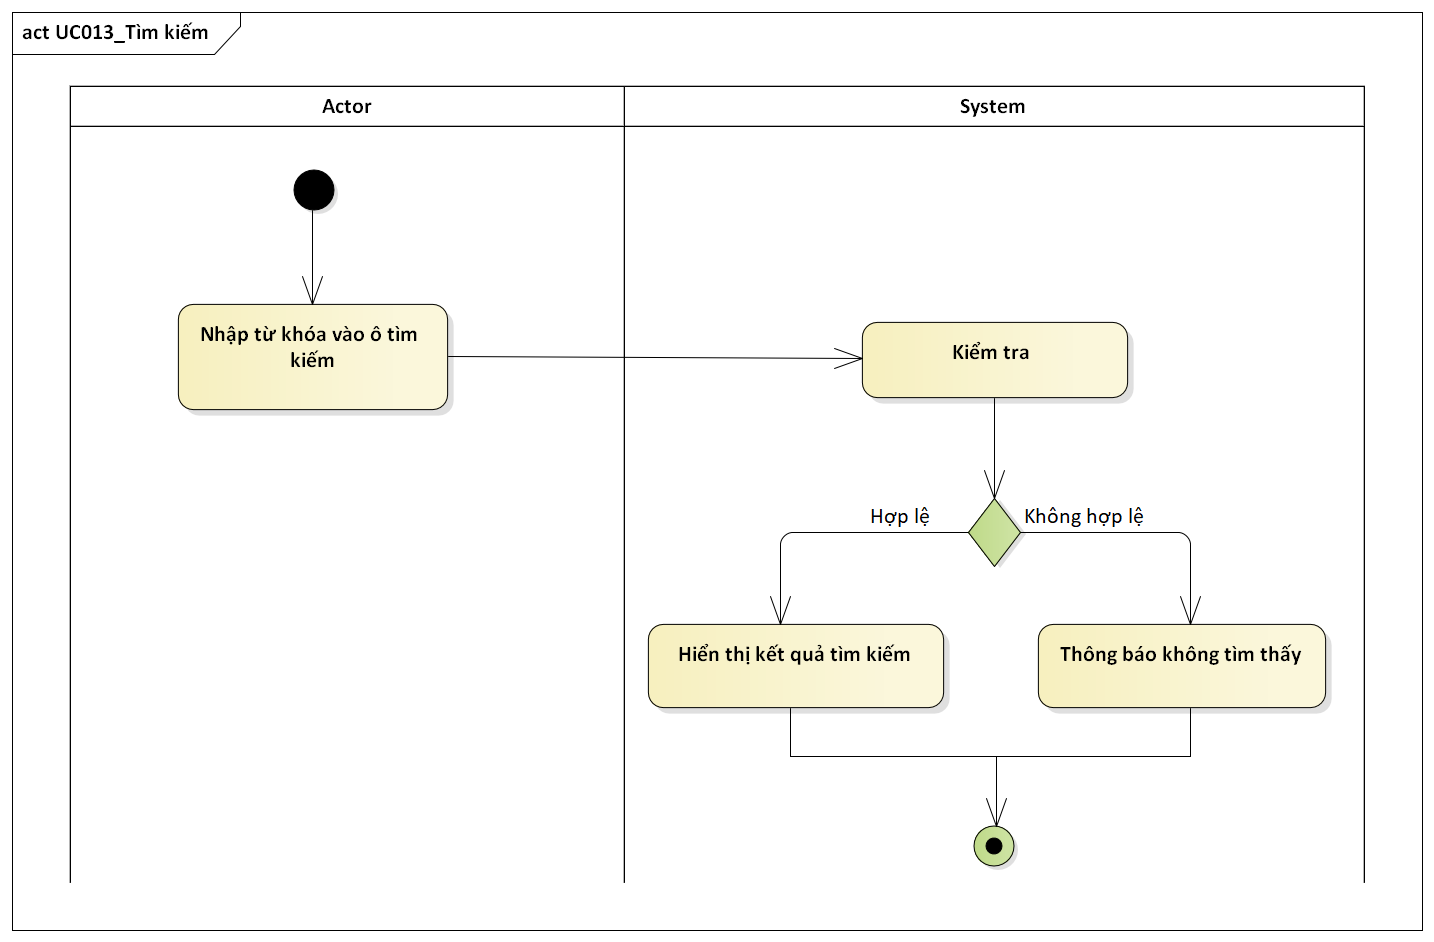 act UC013_Tìm kiếm
Actor
System
Nhập từ khóa vào ô tìm
kiếm
Kiểm tra
Hợp lệ
Không hợp lệ
Hiển thị kết quả tìm kiếm
Thông báo không tìm thấy